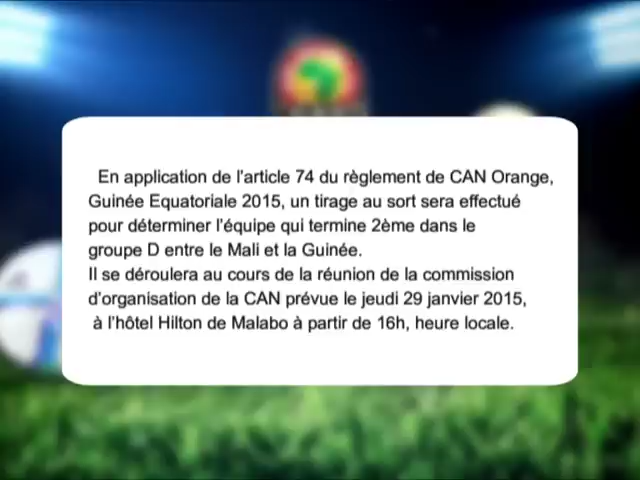 En application de l'article 74 du règlement de CAN Orange,
Guinée Equatoriale 2015, un tirage au sort sera effectué
pour déterminer l'équipe qui termine 2ème dans le
groupe D entre le Mali et la Guinée.
Il se déroulera au cours de la réunion de la commission
d'organisation de la CAN prévue le jeudi 29 janvier 2015,
à l'hôtel Hilton de Malabo à partir de 16h, heure locale.